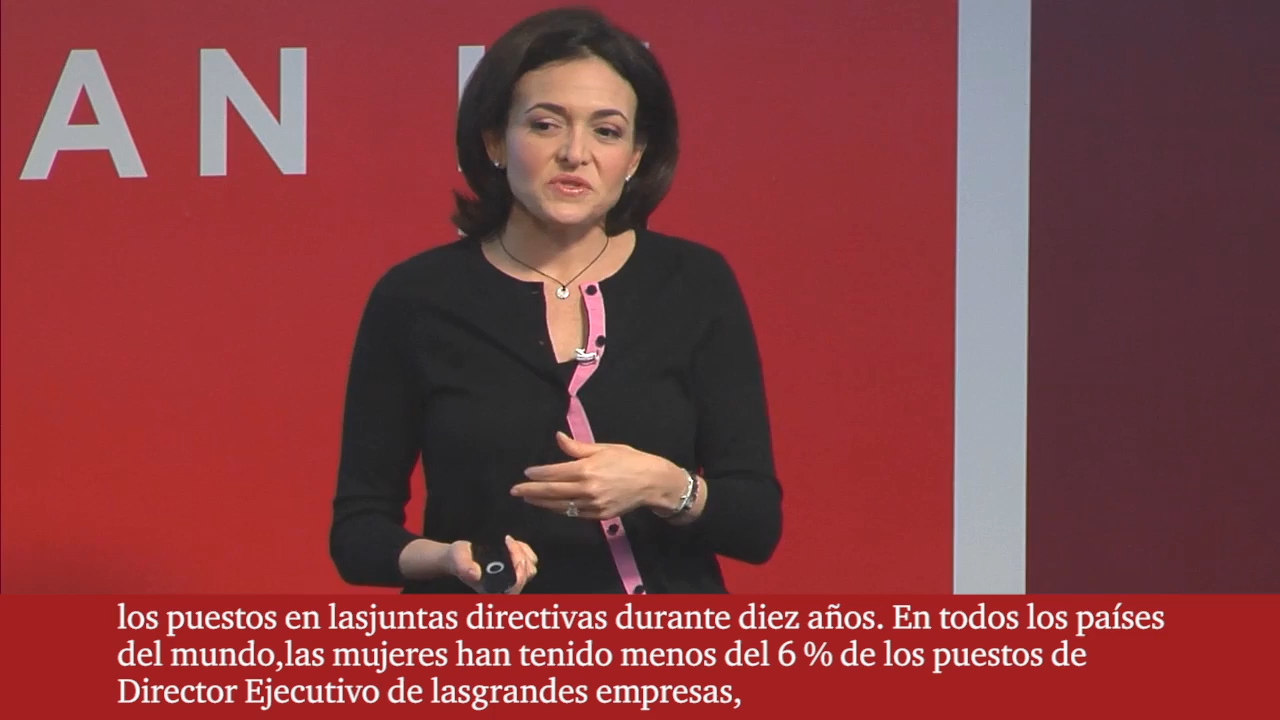 AN I
los puestos en lasjuntas directivas durante diez años. En todos los países
del mundo,las mujeres han tenido menos del 6 % de los puestos de
Director Ejecutivo de lasgrandes empresas,